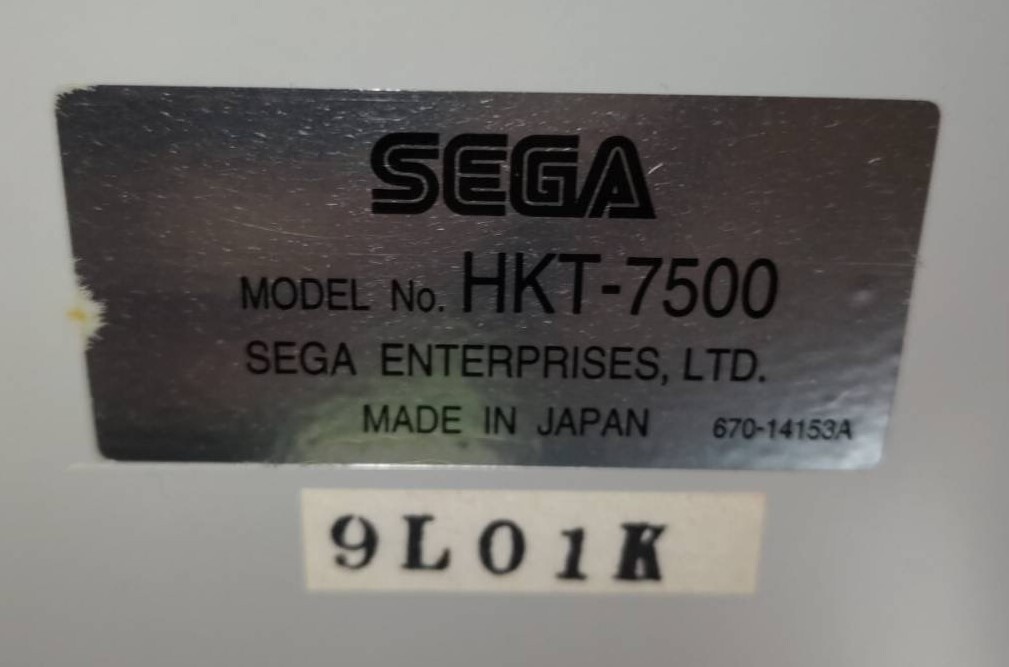 SEGA
MODEL No. HKT-7500
SEGA ENTERPRISES, LTD.
MADE IN JAPAN 670-14153A
9L01K